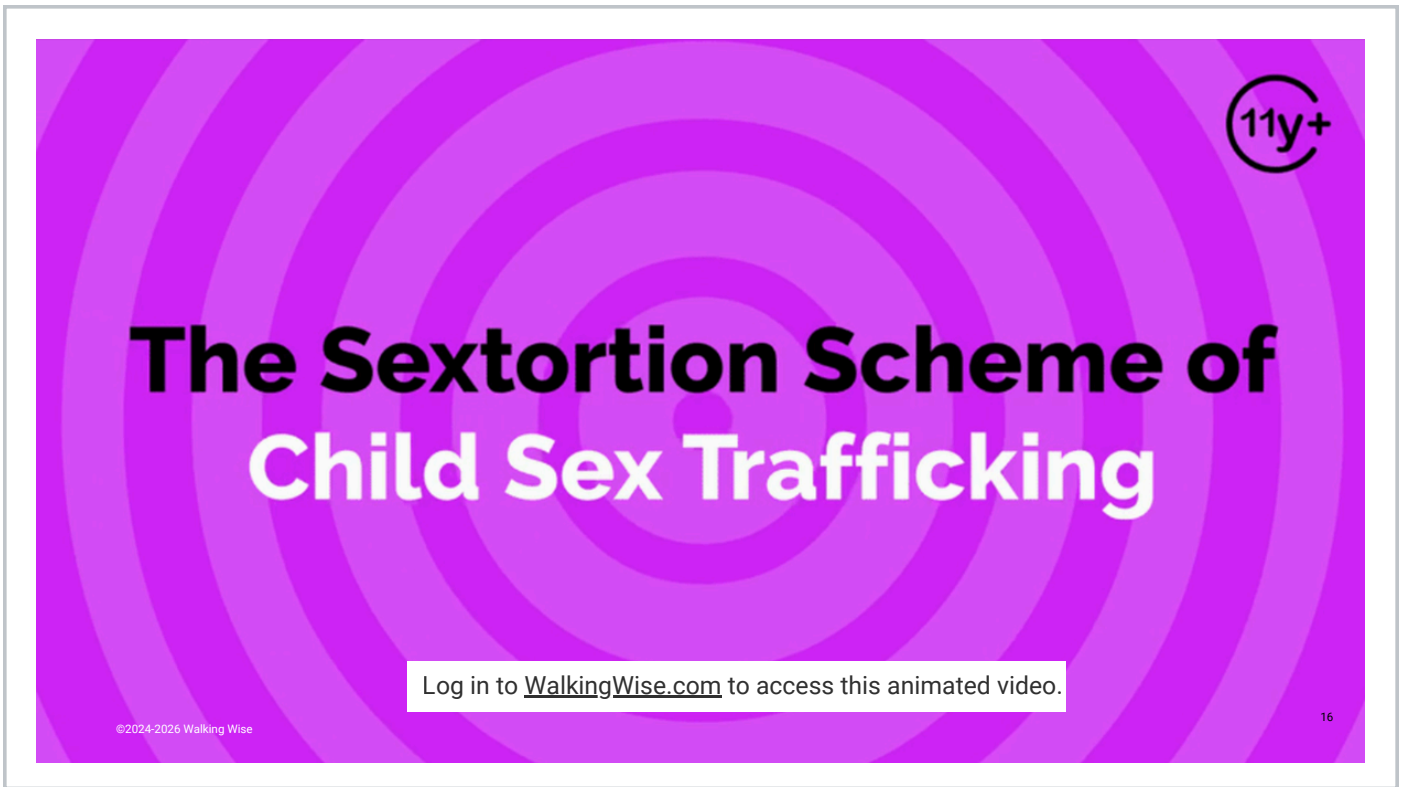 11y+
The Sextortion Scheme of
Child Sex Trafficking
Log in to WalkingWise.com to access this animated video.
©2024-2026 Walking Wise
16